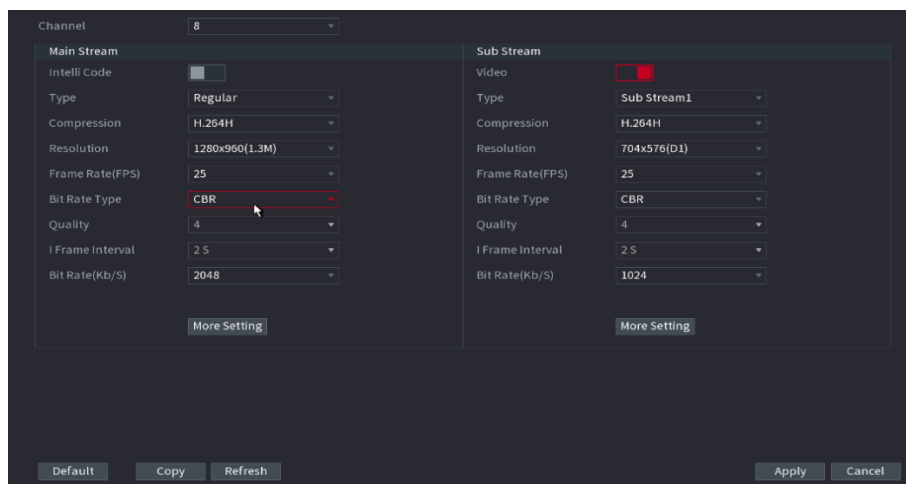 Channel 8
Main Stream Sub Stream
Intelli Code Video
Type Regular Type Sub Stream1
Compression H.264H Compression H.264H
Resolution 1280x960(1.3M) Resolution 704x576(D1)
Frame Rate(FPS) 25 Frame Rate(FPS) 25
Bit Rate Type CBR Bit Rate Type CBR
Quality 4 Quality 4
I Frame Interval 2 S I Frame Interval 2 S
Bit Rate(Kb/S) 2048 Bit Rate(Kb/S) 1024
More Setting More Setting
Default Copy Refresh Apply Cancel